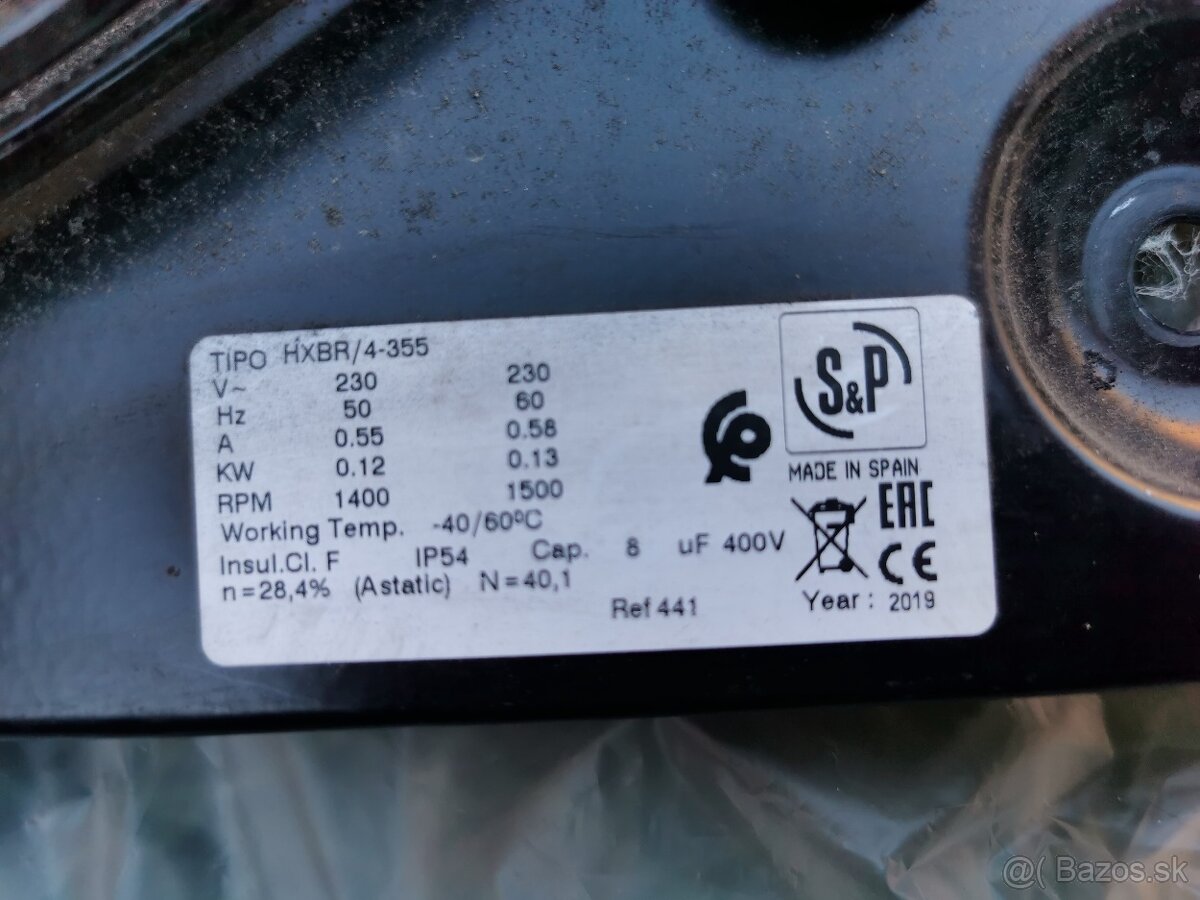 TIPO HXBR/4-355
V~ 230 230
Hz 50 60
A 0.55 0.58
KW 0.12 0.13
RPM 1400 1500
Working Temp. -40/60ºC
Insul.Cl. F IP54 Cap. 8 uF 400V
n=28,4% (Astatic) N=40,1
Ref 441
S&P
MADE IN SPAIN
EAC
CE
Year: 2019
@( Bazos.sk